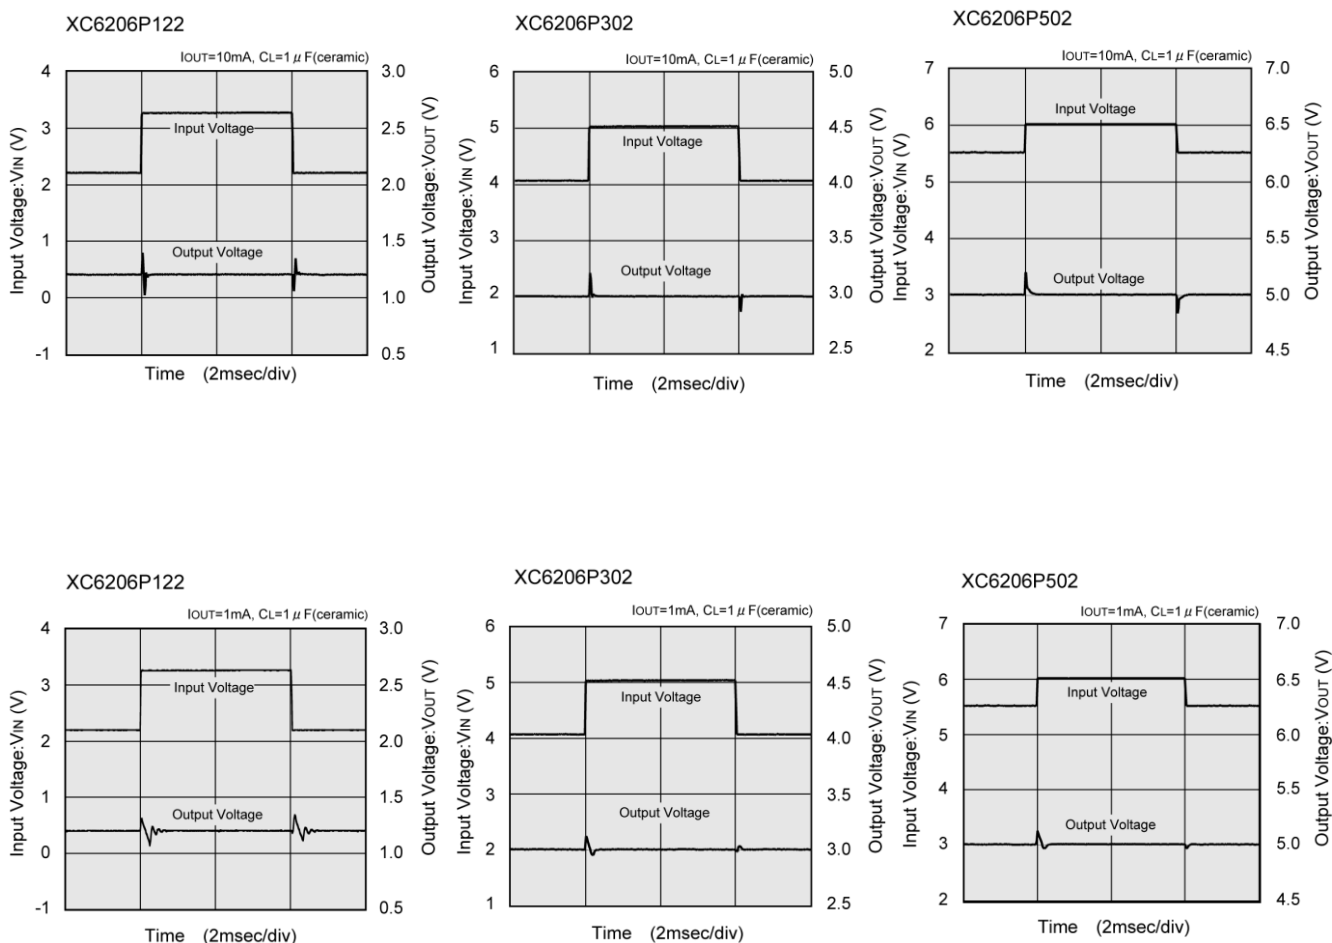 XC6206P122
IOUT=10mA, CL=1 μ F(ceramic)
4
3
2
1
0
-1
Input Voltage:VIN (V)
Input Voltage
Output Voltage
3.0
2.5
2.0
1.5
1.0
0.5
Output Voltage:VOUT (V)
Time (2msec/div)
XC6206P302
IOUT=10mA, CL=1 μ F(ceramic)
6
5
4
3
2
1
Input Voltage:VIN (V)
Input Voltage
Output Voltage
5.0
4.5
4.0
3.5
3.0
2.5
Output Voltage:VOUT (V)
Time (2msec/div)
XC6206P502
IOUT=10mA, CL=1 μ F(ceramic)
7
6
5
4
3
2
Input Voltage:VIN (V)
Input Voltage
Output Voltage
7.0
6.5
6.0
5.5
5.0
4.5
Output Voltage:VOUT (V)
Time (2msec/div)
XC6206P122
IOUT=1mA, CL=1 μ F(ceramic)
4
3
2
1
0
-1
Input Voltage:VIN (V)
Input Voltage
Output Voltage
3.0
2.5
2.0
1.5
1.0
0.5
Output Voltage:VOUT (V)
Time (2msec/div)
XC6206P302
IOUT=1mA, CL=1 μ F(ceramic)
6
5
4
3
2
1
Input Voltage:VIN (V)
Input Voltage
Output Voltage
5.0
4.5
4.0
3.5
3.0
2.5
Output Voltage:VOUT (V)
Time (2msec/div)
XC6206P502
IOUT=1mA, CL=1 μ F(ceramic)
7
6
5
4
3
2
Input Voltage:VIN (V)
Input Voltage
Output Voltage
7.0
6.5
6.0
5.5
5.0
4.5
Output Voltage:VOUT (V)
Time (2msec/div)